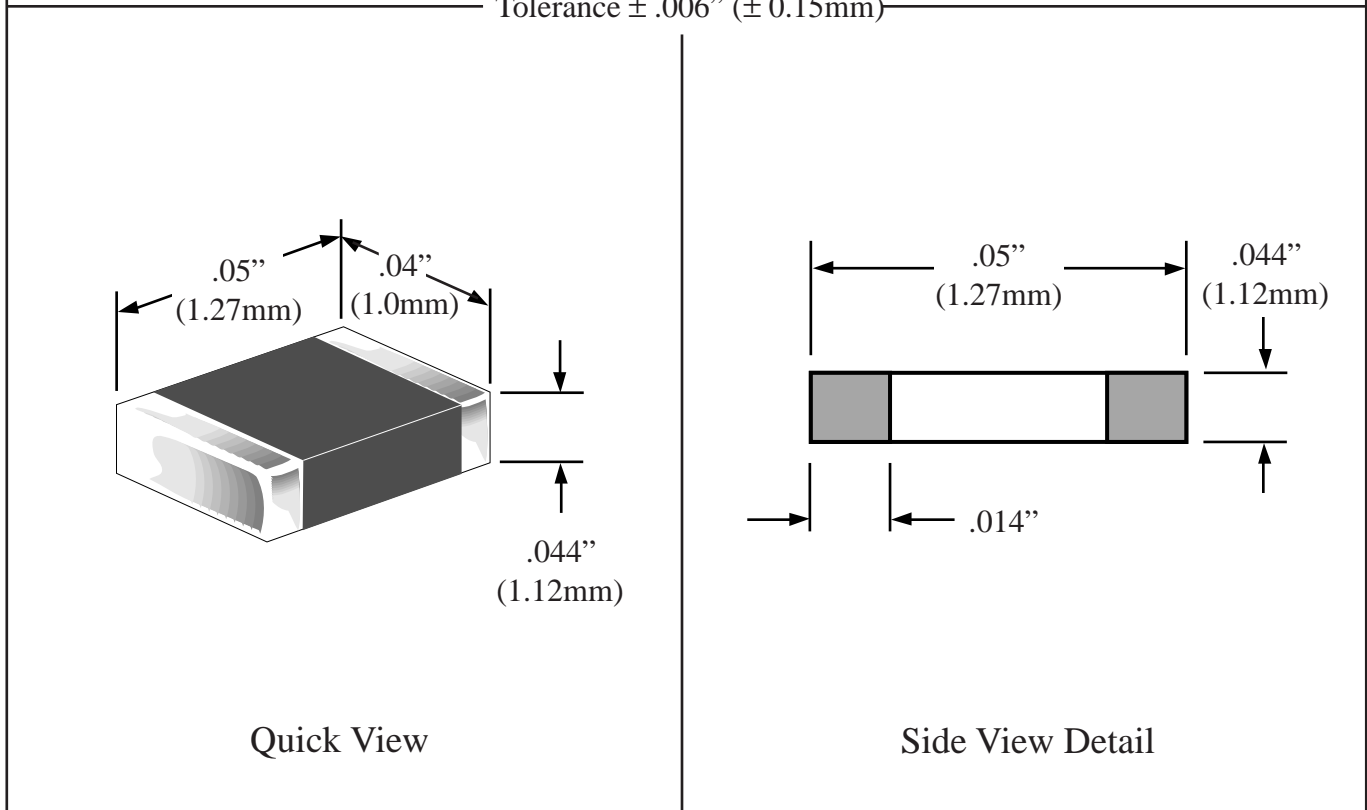 Tolerance ± .006” (± 0.15mm)
.05”
(1.27mm)
.04”
(1.0mm)
.044”
(1.12mm)
Quick View
.05”
(1.27mm)
.044”
(1.12mm)
.014”
Side View Detail